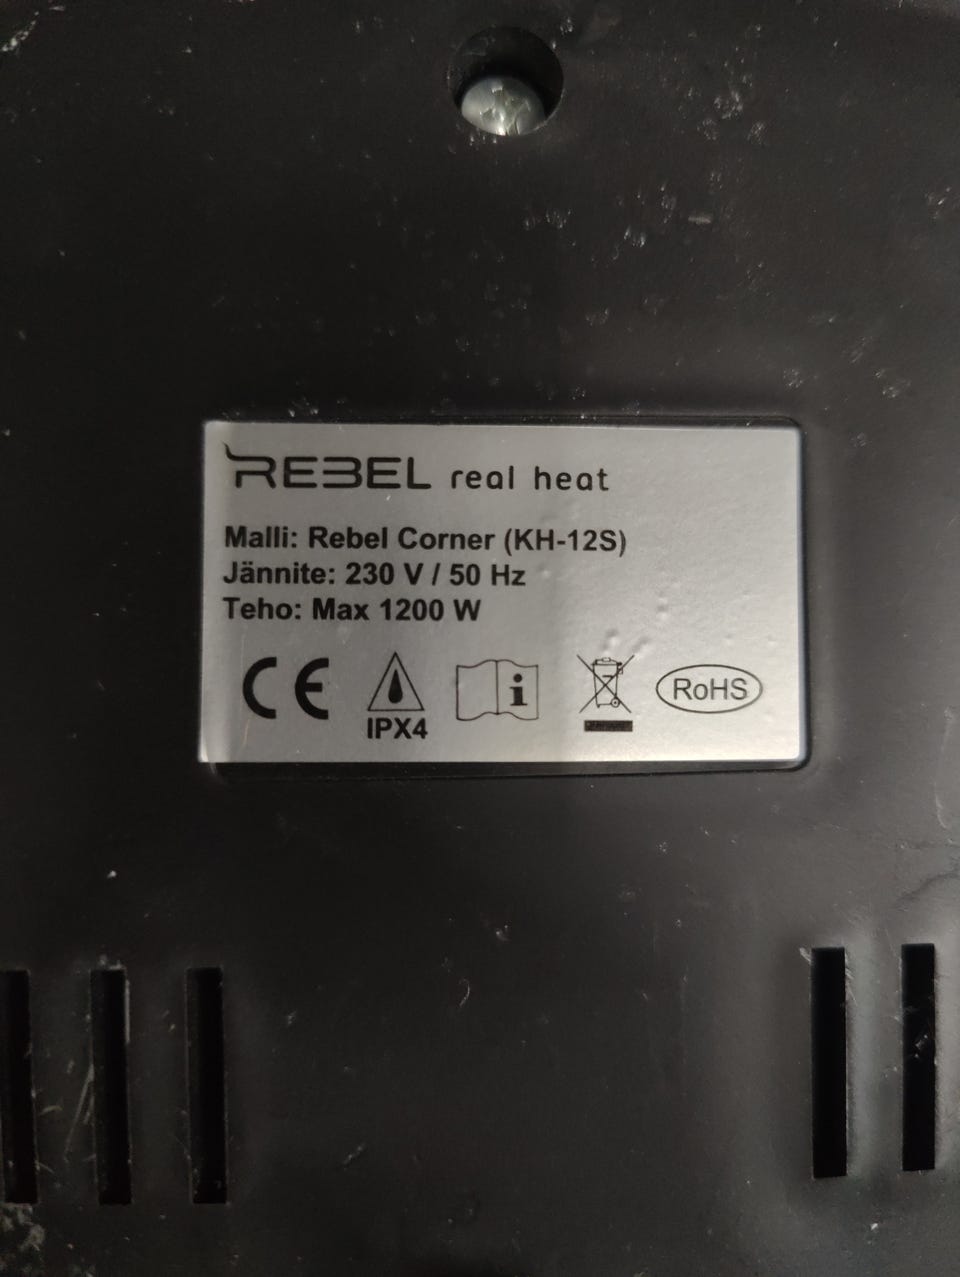 REBEL real heat
Malli: Rebel Corner (KH-12S)
Jännite: 230 V / 50 Hz
Teho: Max 1200 W
CE IPX4 i RoHS